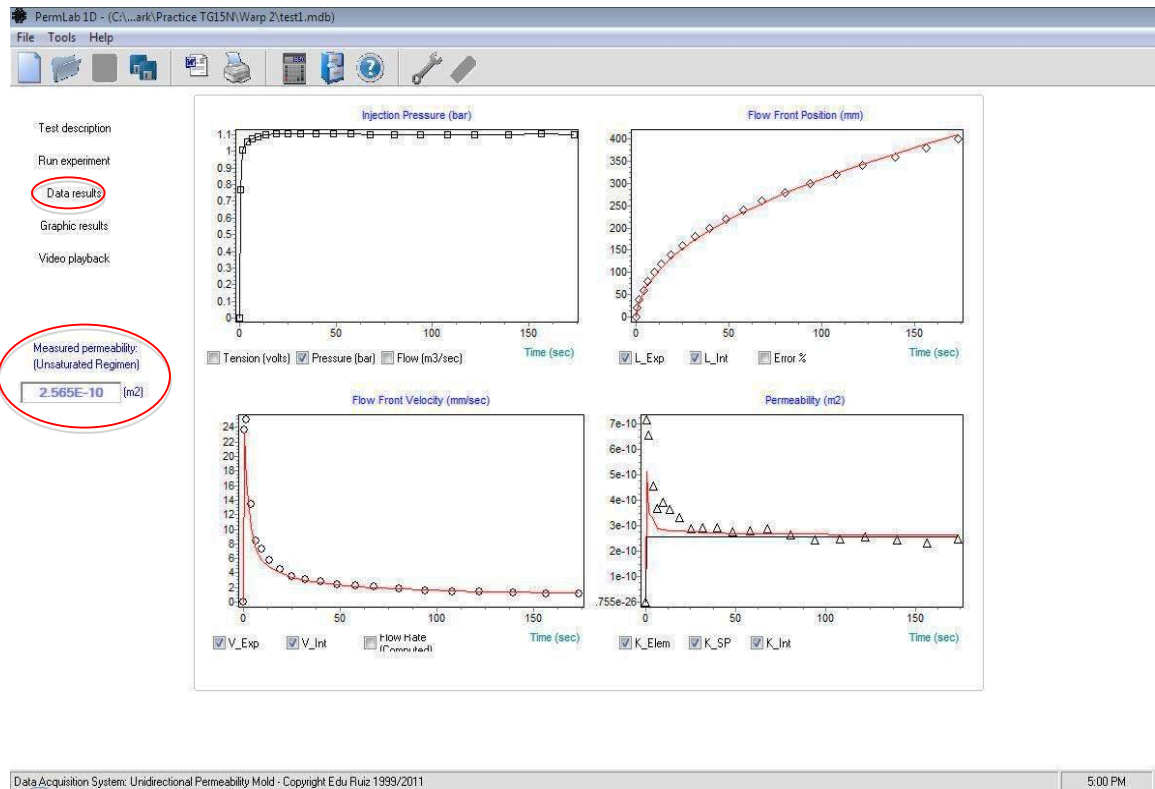 PermLab 1D - (C:\...ark\Practice TG15N\Warp 2\test1.mdb)
File Tools Help
Test description
Run experiment
Data results
Graphic results
Video playback
Measured permeability:
(Unsaturated Regimen)
2.565E-10 (m2)
Injection Pressure (bar)
1.1
1
0.9
0.8
0.7
0.6
0.5
0.4
0.3
0.2
0.1
0
0 50 100 150
Time (sec)
Tension (volts) Pressure (bar) Flow (m3/sec)
Flow Front Position (mm)
400
350
300
250
200
150
100
50
0
0 50 100 150
Time (sec)
L_Exp L_Int Error %
Flow Front Velocity (mm/sec)
24
22
20
18
16
14
12
10
8
6
4
2
0
0 50 100 150
Time (sec)
V_Exp V_Int Flow Rate
(Computed)
Permeability (m2)
7e-10
6e-10
5e-10
4e-10
3e-10
2e-10
1e-10
.755e-26
0 50 100 150
Time (sec)
K_Elem K_SP K_Int
Data Acquisition System: Unidirectional Permeability Mold - Copyright Edu Ruiz 1999/2011
5:00 PM